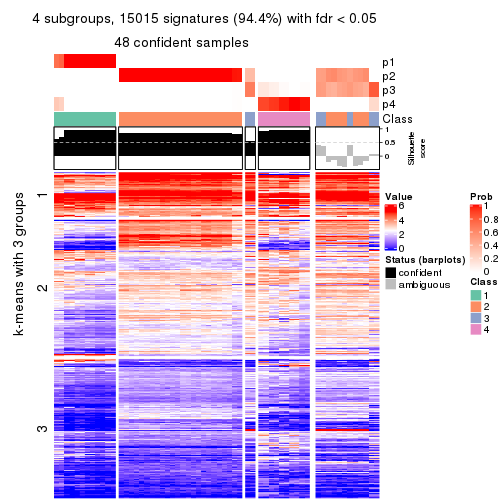 4 subgroups, 15015 signatures (94.4%) with fdr < 0.05
48 confident samples
p1
p2
p3
p4
Class
1
0.5
0
Silhouette
score
k-means with 3 groups
1
2
3
Value
6
4
2
0
Status (barplots)
confident
ambiguous
Prob
1
0.8
0.6
0.4
0.2
0
Class
1
2
3
4